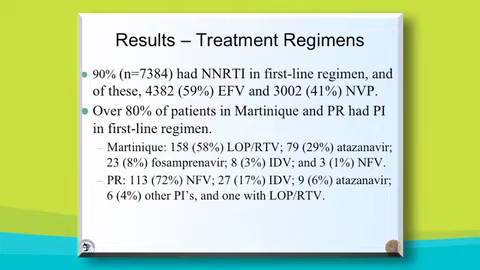 Results – Treatment Regimens
90% (n=7384) had NNRTI in first-line regimen, and
of these, 4382 (59%) EFV and 3002 (41%) NVP.
Over 80% of patients in Martinique and PR had PI
in first-line regimen.
– Martinique: 158 (58%) LOP/RTV; 79 (29%) atazanavir;
23 (8%) fosamprenavir; 8 (3%) IDV; and 3 (1%) NFV.
– PR: 113 (72%) NFV; 27 (17%) IDV; 9 (6%) atazanavir;
6 (4%) other PI's, and one with LOP/RTV.